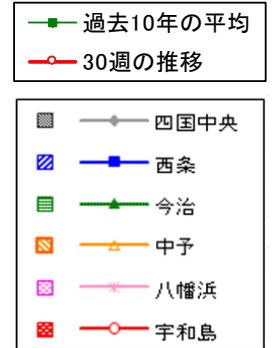 過去10年の平均
30週の推移
四国中央
西条
今治
中予
八幡浜
宇和島